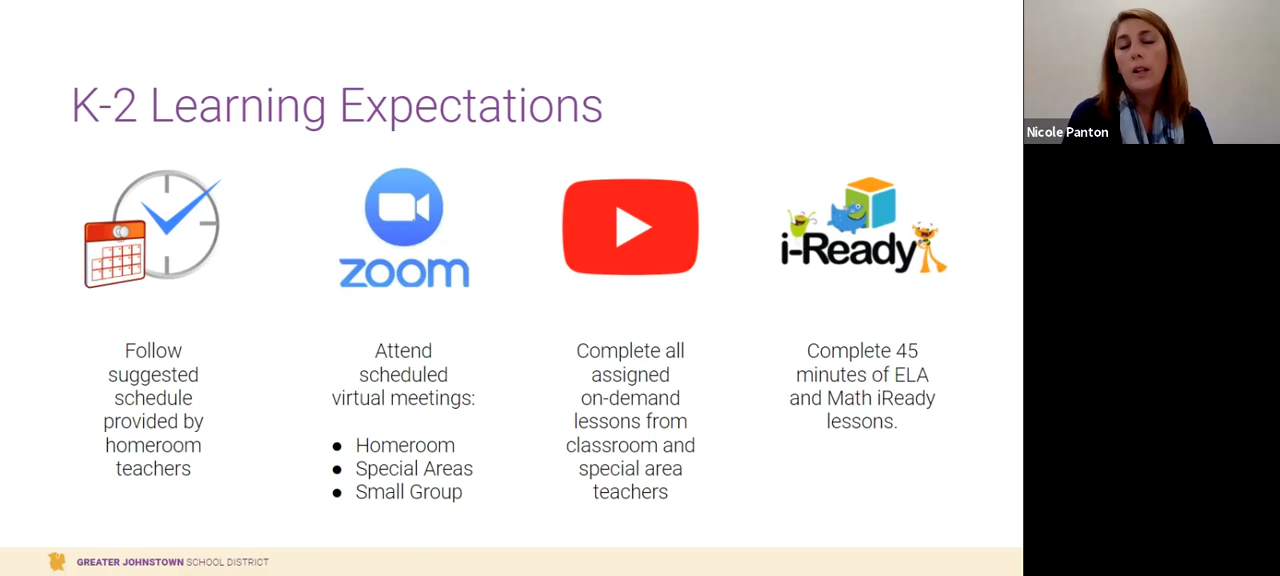 K-2 Learning Expectations
zoom
i-Ready
Follow
suggested
schedule
provided by
homeroom
teachers
Attend
scheduled
virtual meetings:
● Homeroom
● Special Areas
● Small Group
Complete all
assigned
on-demand
lessons from
classroom and
special area
teachers
Complete 45
minutes of ELA
and Math iReady
lessons.
GREATER JOHNSTOWN SCHOOL DISTRICT
Nicole Panton